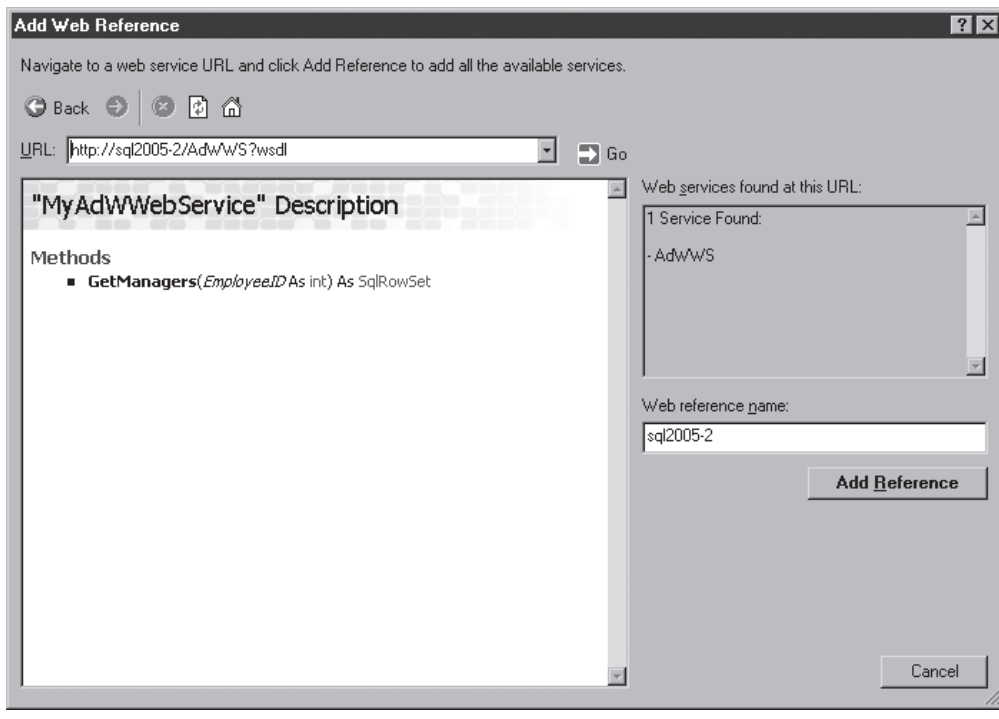 Add Web Reference
Navigate to a web service URL and click Add Reference to add all the available services.
Back
URL: http://sql2005-2/AdWWS?wsdl
Go
"MyAdWWebService" Description
Methods
GetManagers(EmployeeID As int) As SqlRowSet
Web services found at this URL:
1 Service Found:
- AdWWS
Web reference name:
sql2005-2
Add Reference
Cancel